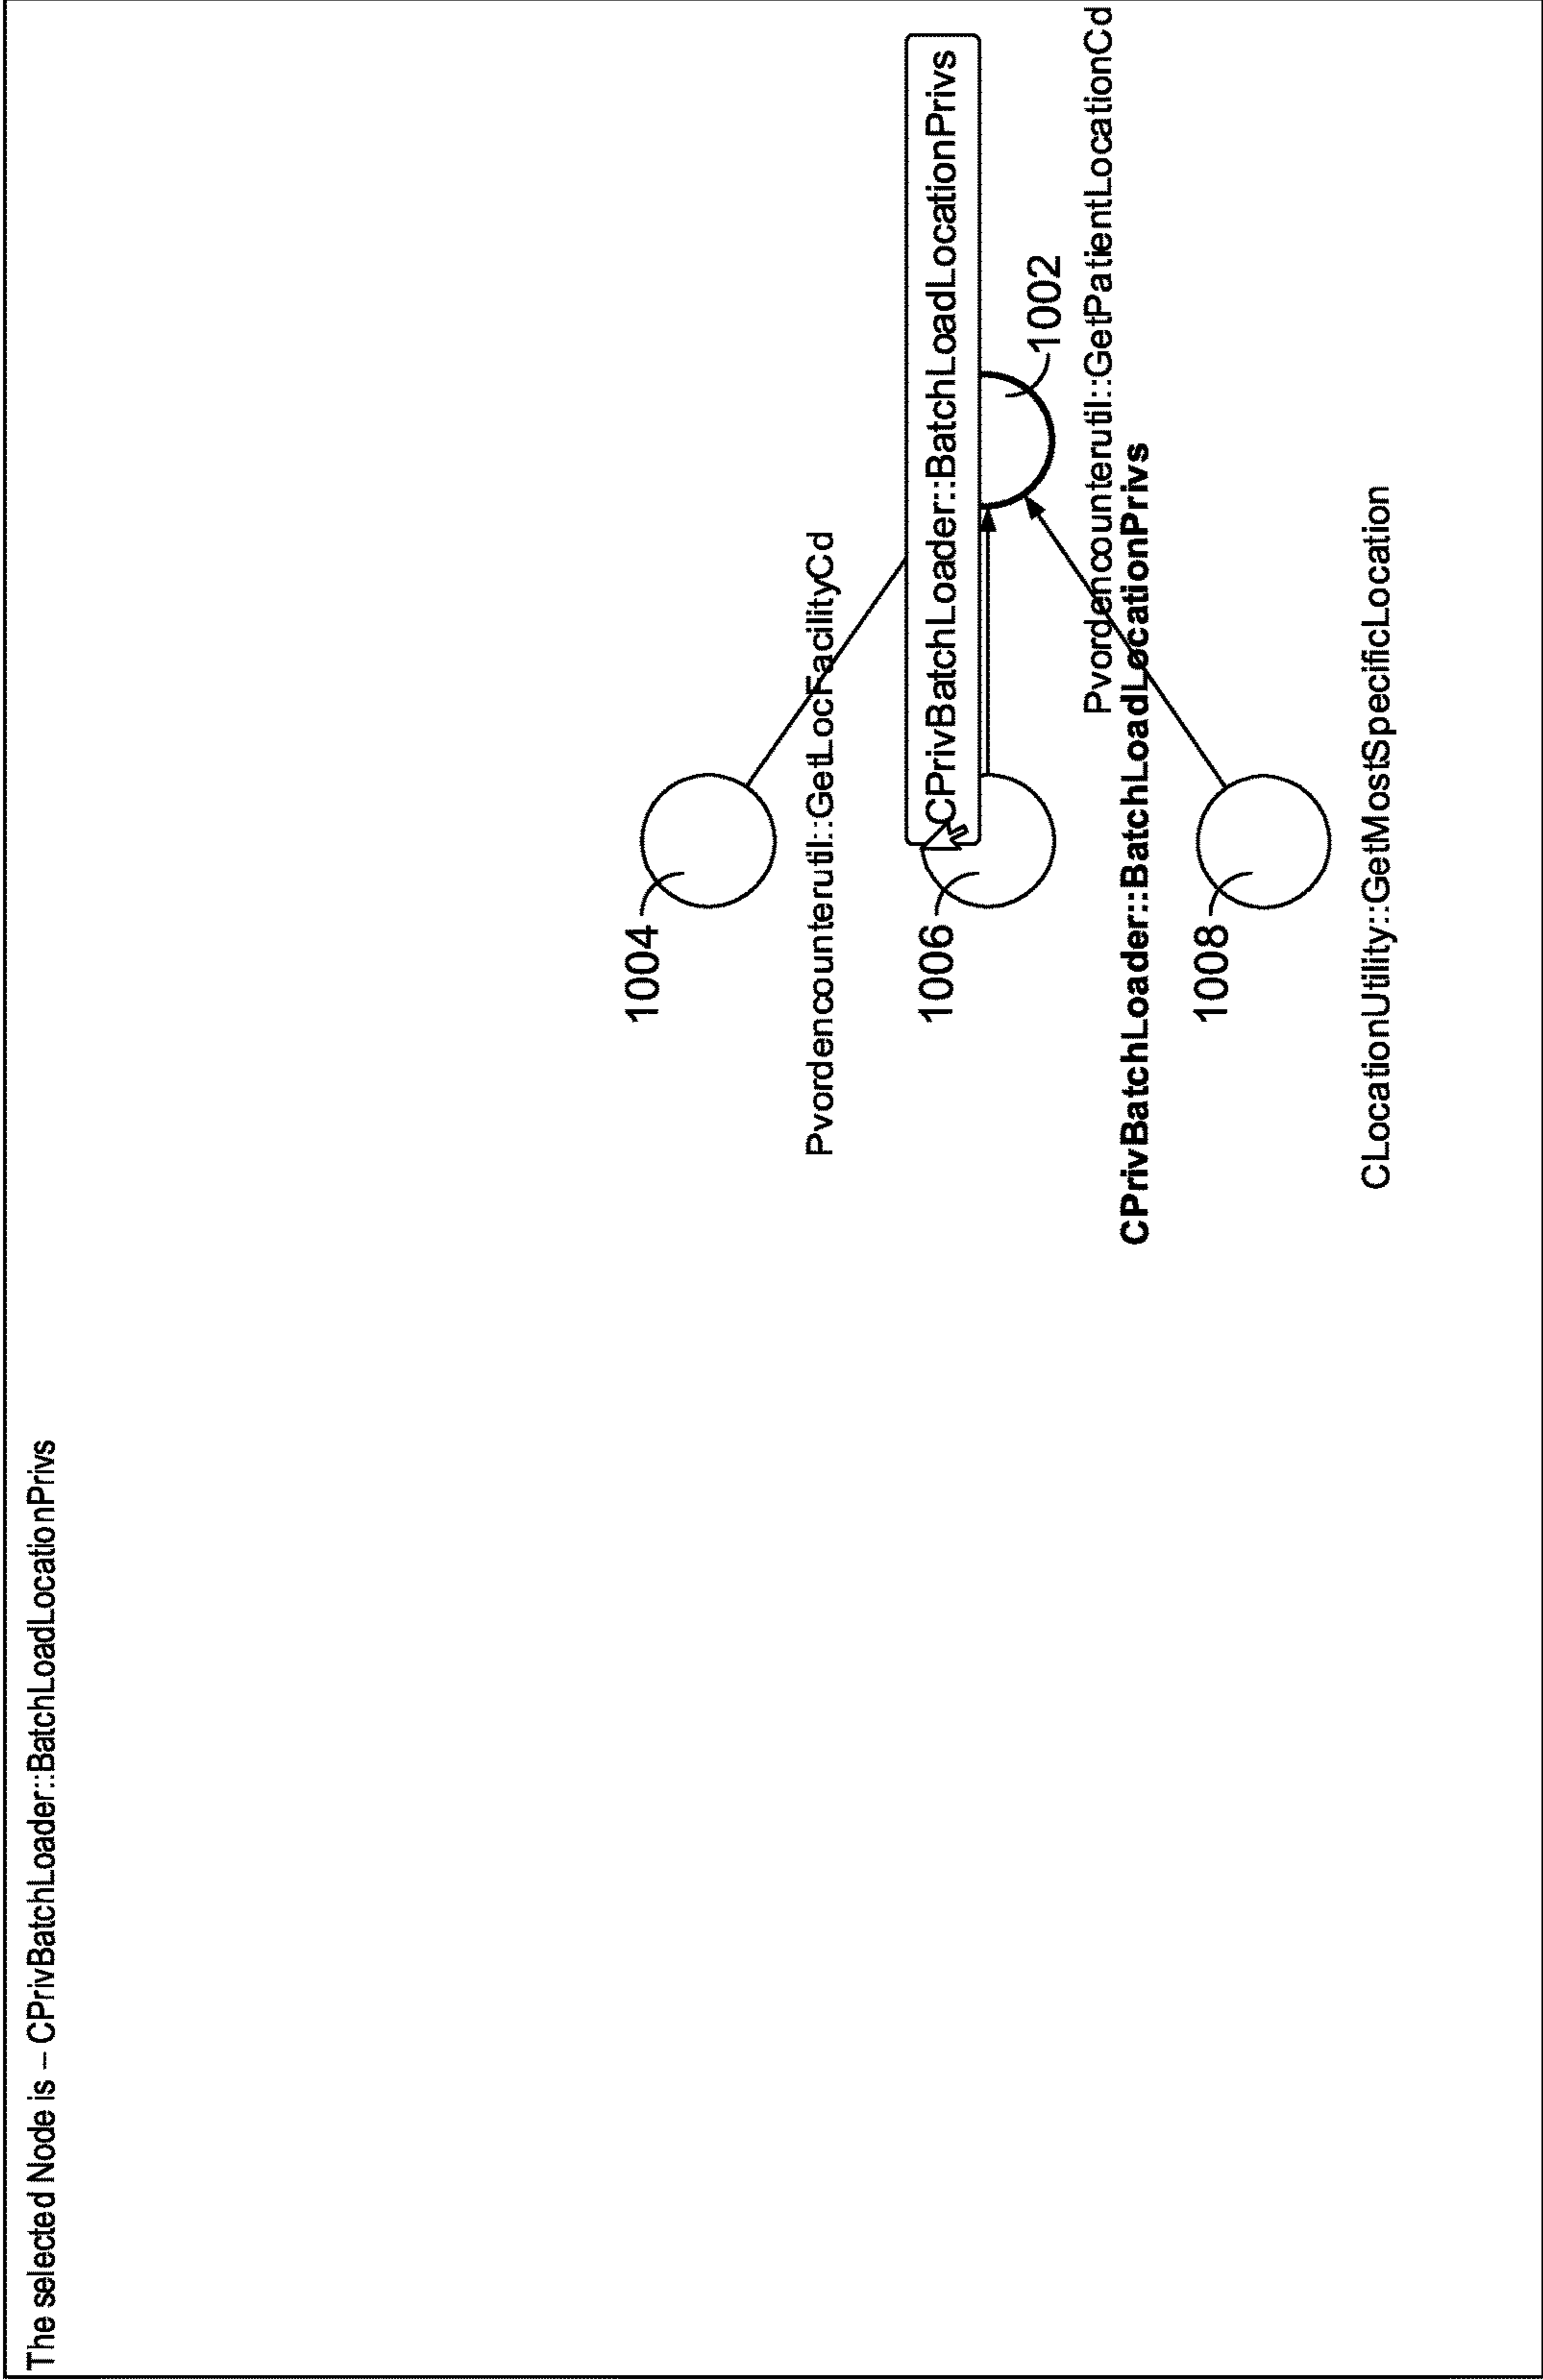 The selected Node is – CPrivBatchLoader::BatchLoadLocationPrivs
1004
Pvordencounterutil::GetLocFacilityCd
CPrivBatchLoader::BatchLoadLocationPrivs
1006
1002
Pvordencounterutil::GetPatientLocationCd
CPrivBatchLoader::BatchLoadLocationPrivs
1008
CLocationUtility::GetMostSpecificLocation